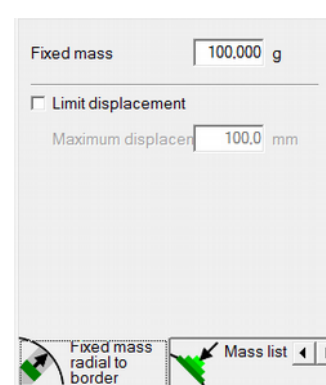 Fixed mass 100,000 g
Limit displacement
Maximum displacen 100,0 mm
Fixed mass
radial to
border
Mass list